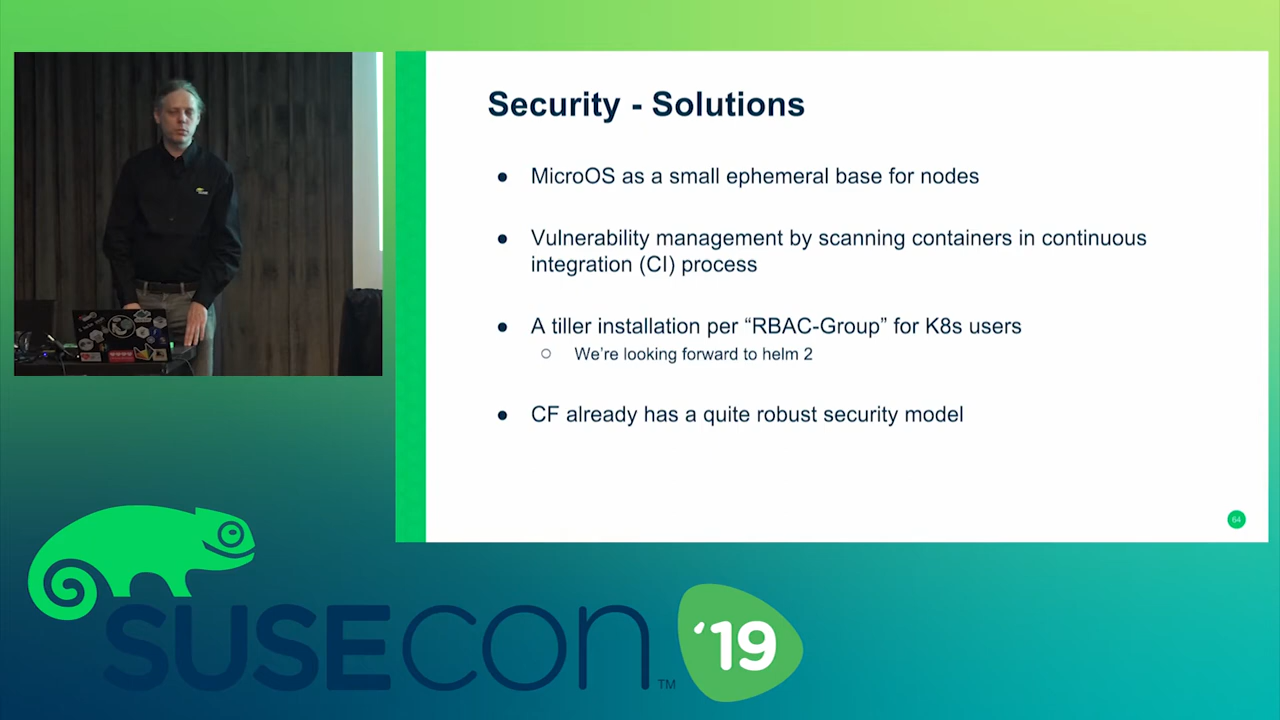 Security - Solutions
● MicroOS as a small ephemeral base for nodes
● Vulnerability management by scanning containers in continuous
integration (CI) process
● A tiller installation per “RBAC-Group” for K8s users
○ We’re looking forward to helm 2
● CF already has a quite robust security model
64
SUSECON ‘19
TM